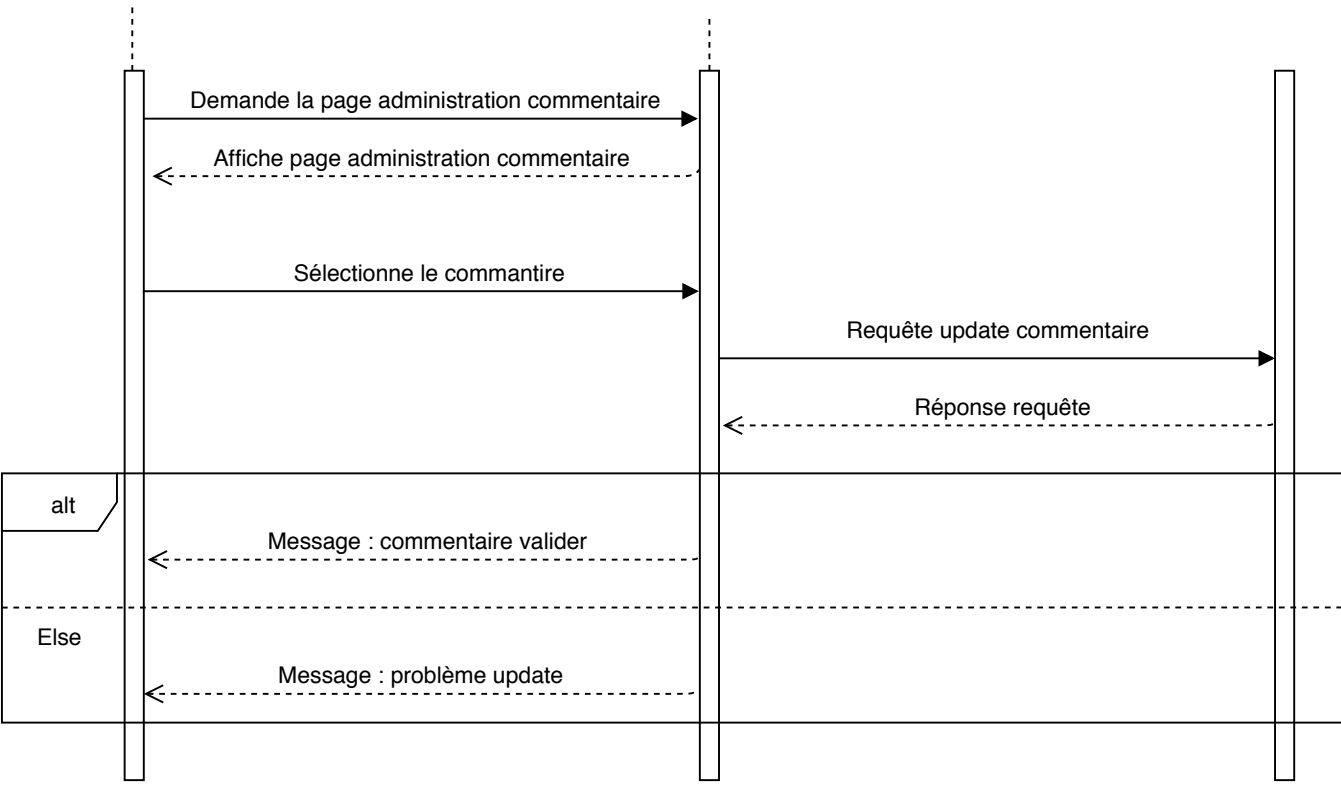 Demande la page administration commentaire
Affiche page administration commentaire
Sélectionne le commantire
Requête update commentaire
Réponse requête
alt
Message : commentaire valider
Else
Message : problème update